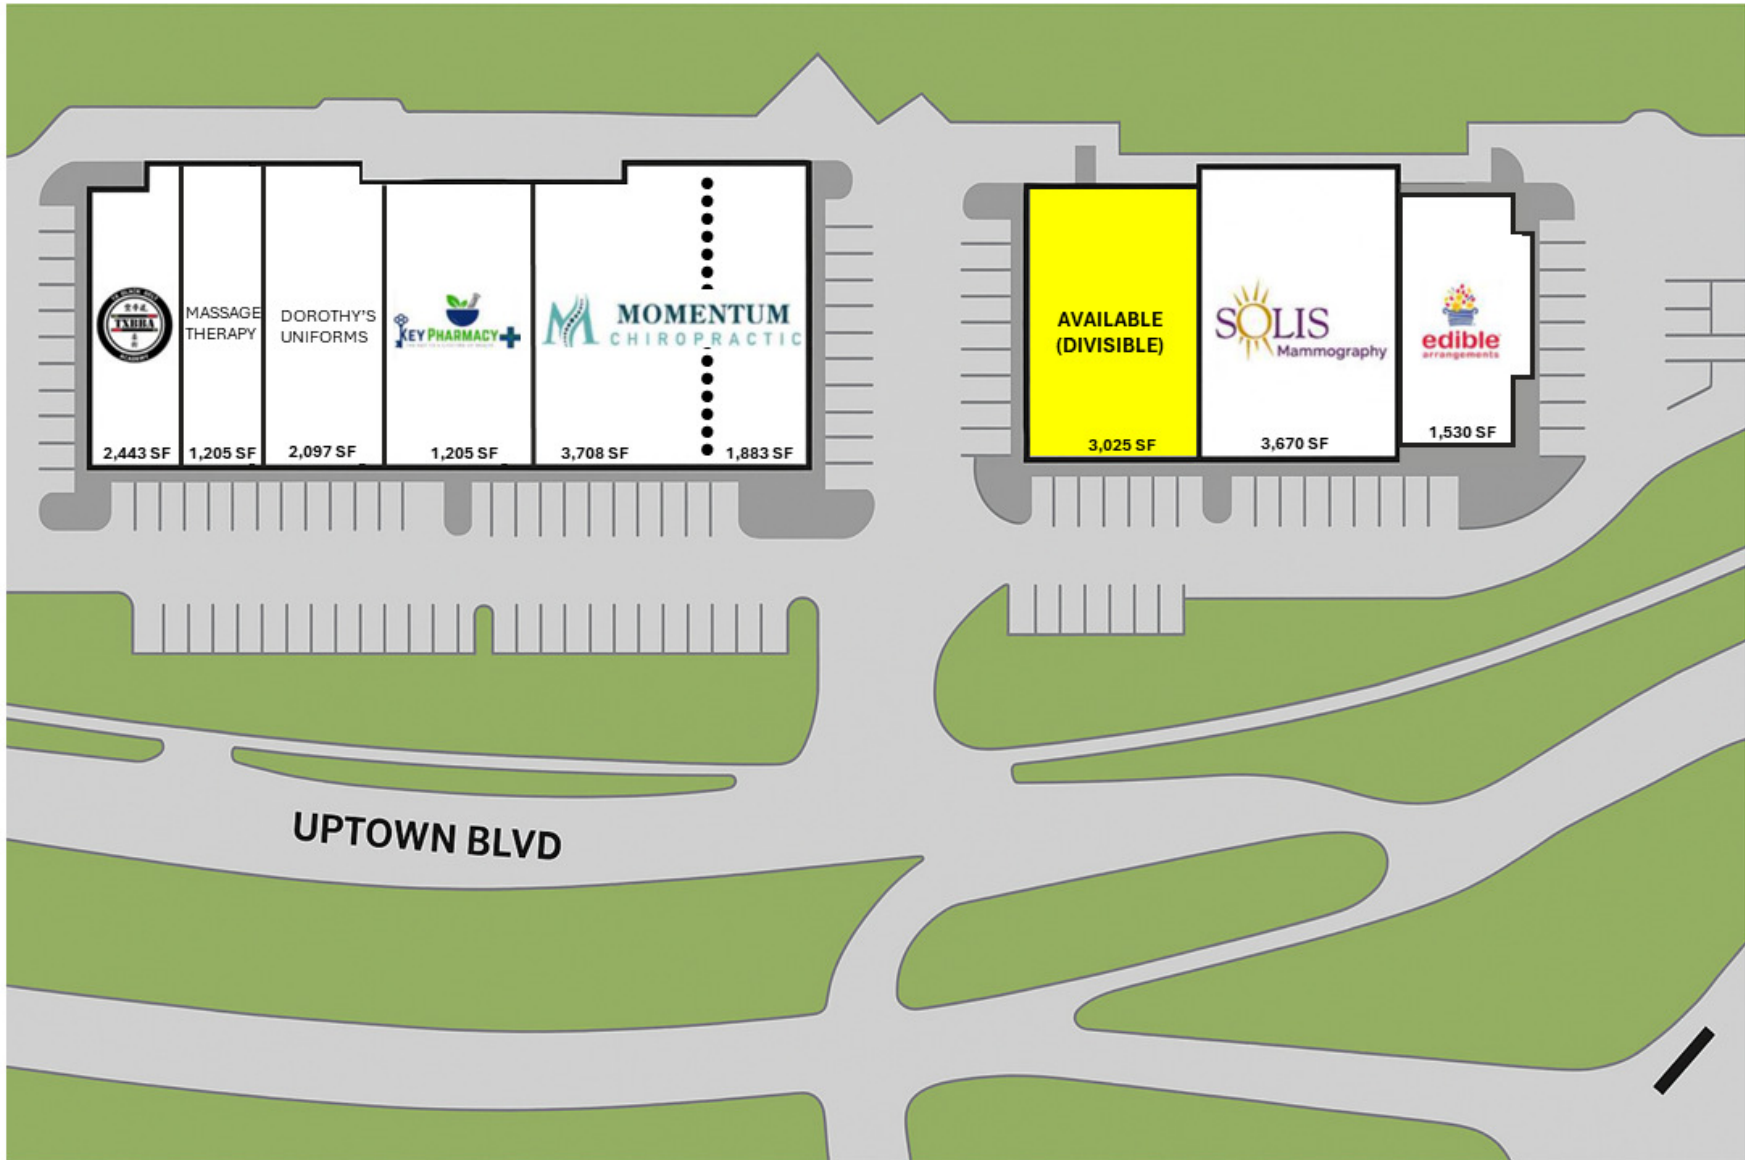 TXBBA
ACADEMY
MASSAGE
THERAPY
DOROTHY'S
UNIFORMS
KEY PHARMACY
MOMENTUM
CHIROPRACTIC
2,443 SF
1,205 SF
2,097 SF
1,205 SF
3,708 SF
1,883 SF
AVAILABLE
(DIVISIBLE)
SOLIS
Mammography
edible
arrangements
3,025 SF
3,670 SF
1,530 SF
UPTOWN BLVD